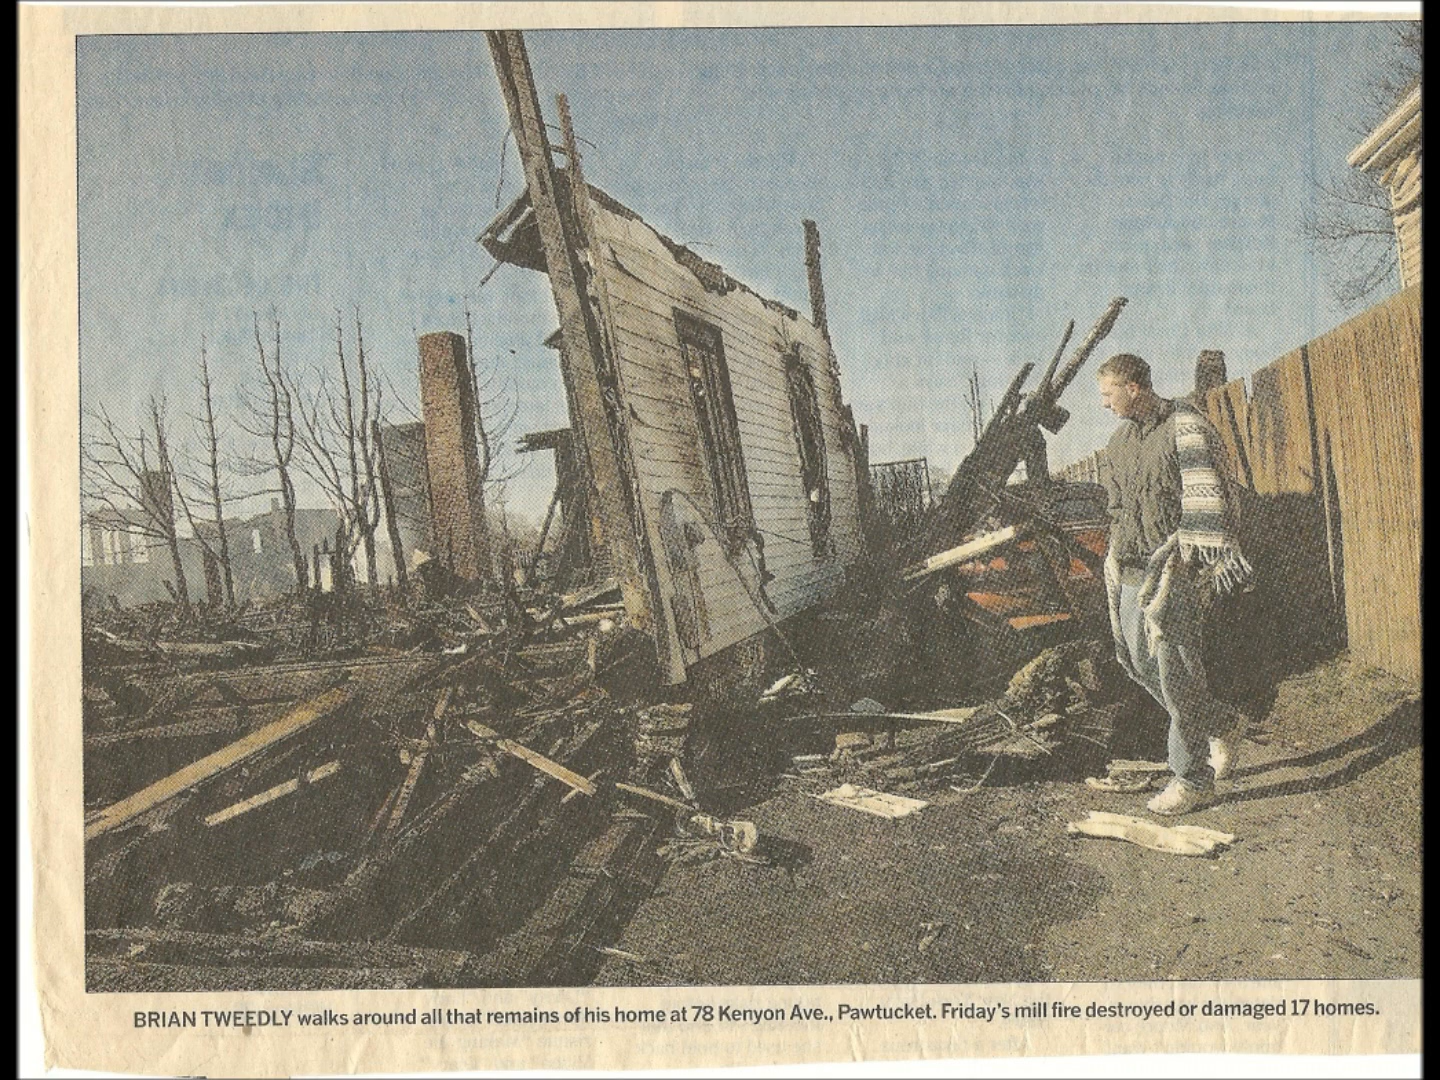 BRIAN TWEEDLY walks around all that remains of his home at 78 Kenyon Ave., Pawtucket. Friday's mill fire destroyed or damaged 17 homes.